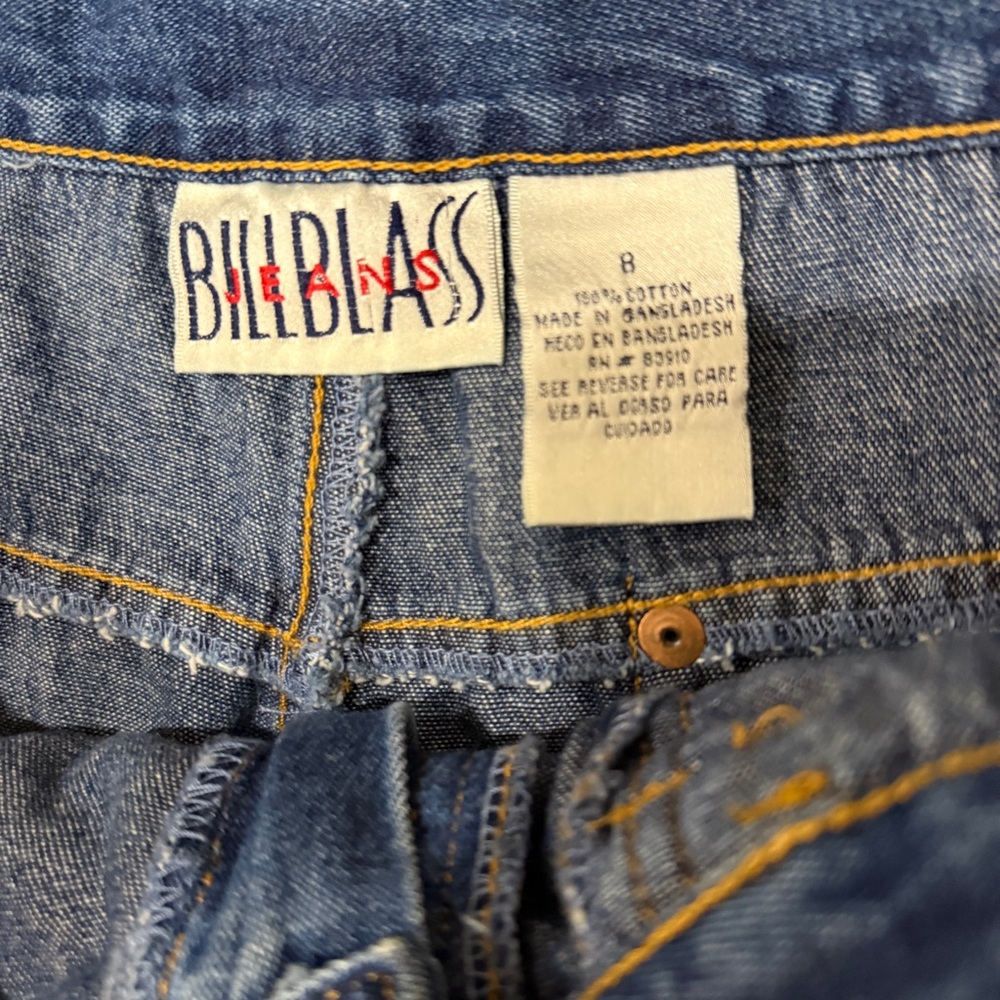 BILLBLASS
JEANS
8
100% COTTON
MADE IN BANGLADESH
HECO EN BANGLADESH
RN # 83910
SEE REVERSE FOR CARE
VER AL DORSO PARA
CUIDADO